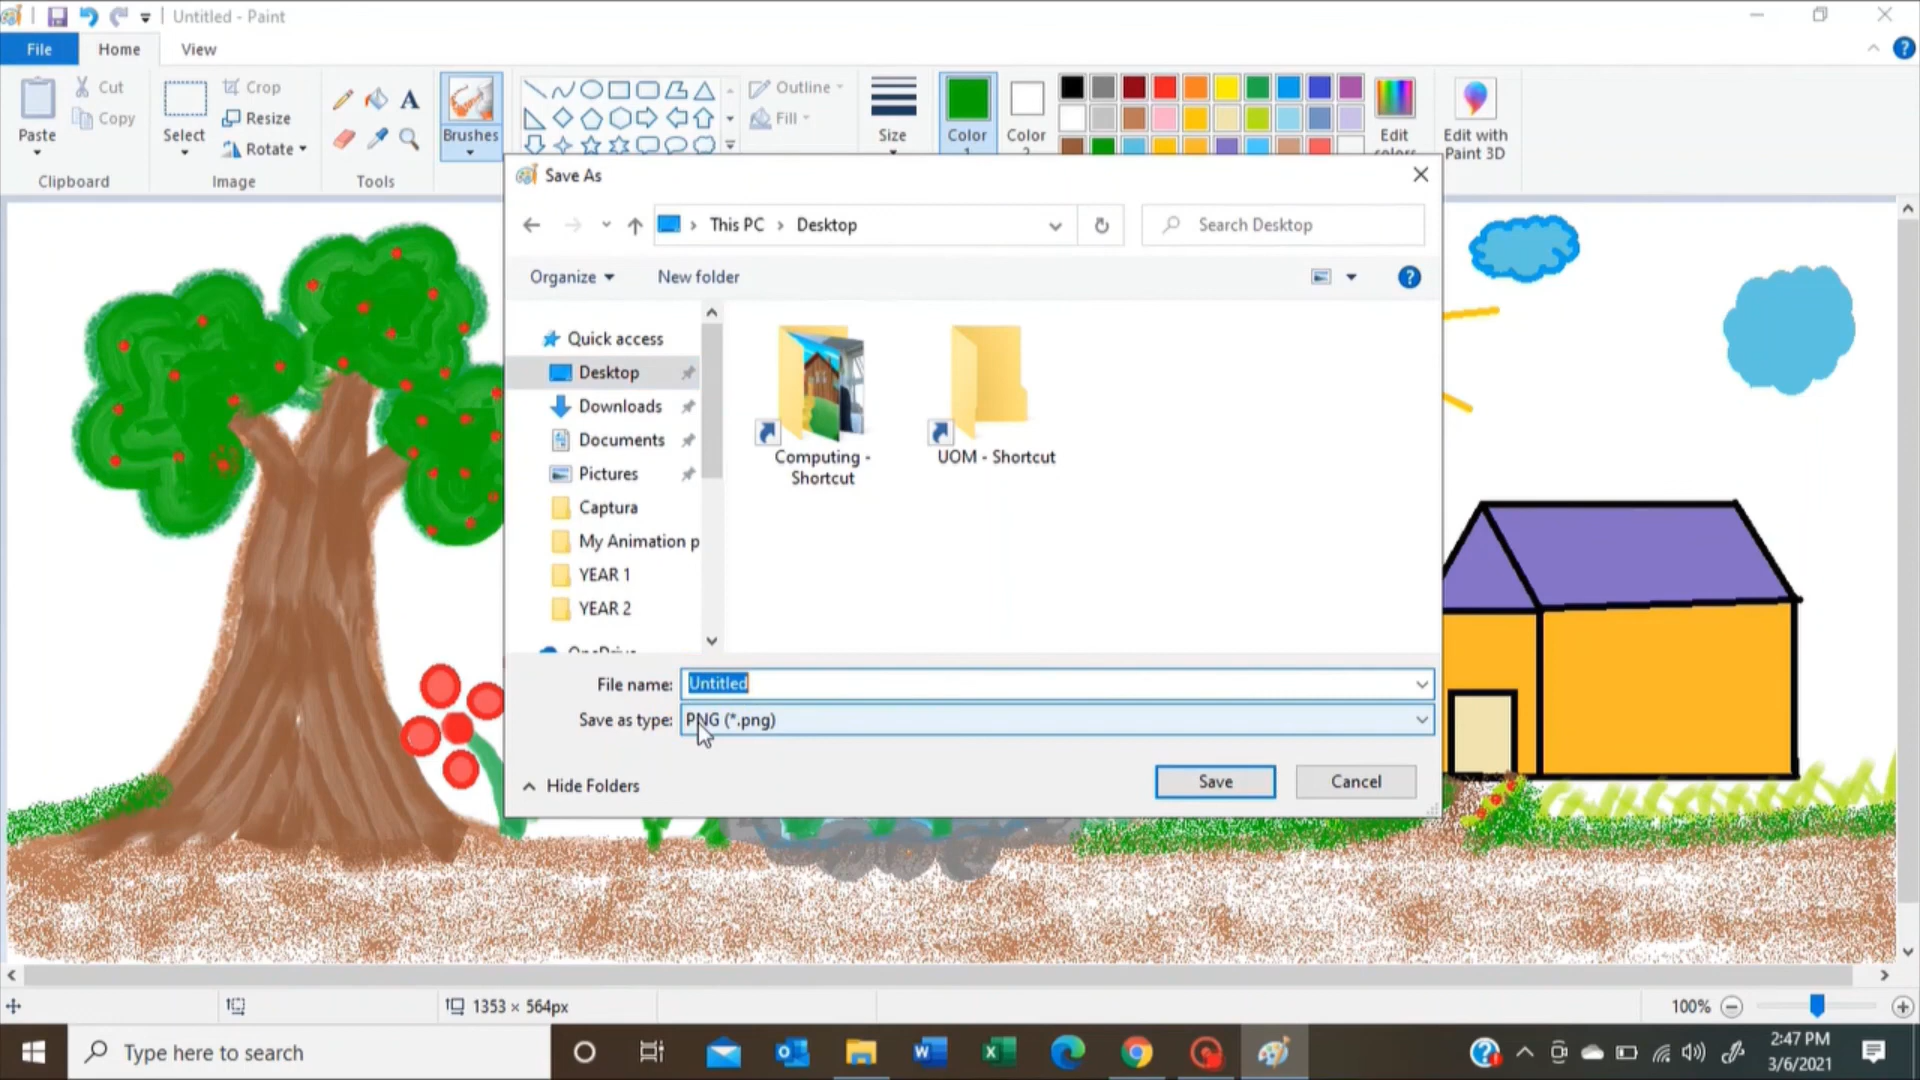 Untitled - Paint
File
Home
View
Paste
Cut
Copy
Clipboard
Select
Crop
Resize
Rotate
Image
A
Tools
Brushes
Outline
Fill
Size
Color
1
Color
2
Edit
colors
Edit with
Paint 3D
Save As
This PC
Desktop
Search Desktop
Organize
New folder
Quick access
Desktop
Downloads
Documents
Pictures
Captura
My Animation p
YEAR 1
YEAR 2
OneDrive
Computing -
Shortcut
UOM - Shortcut
File name:
Untitled
Save as type:
PNG (*.png)
Hide Folders
Save
Cancel
1353 × 564px
100%
Type here to search
2:47 PM
3/6/2021